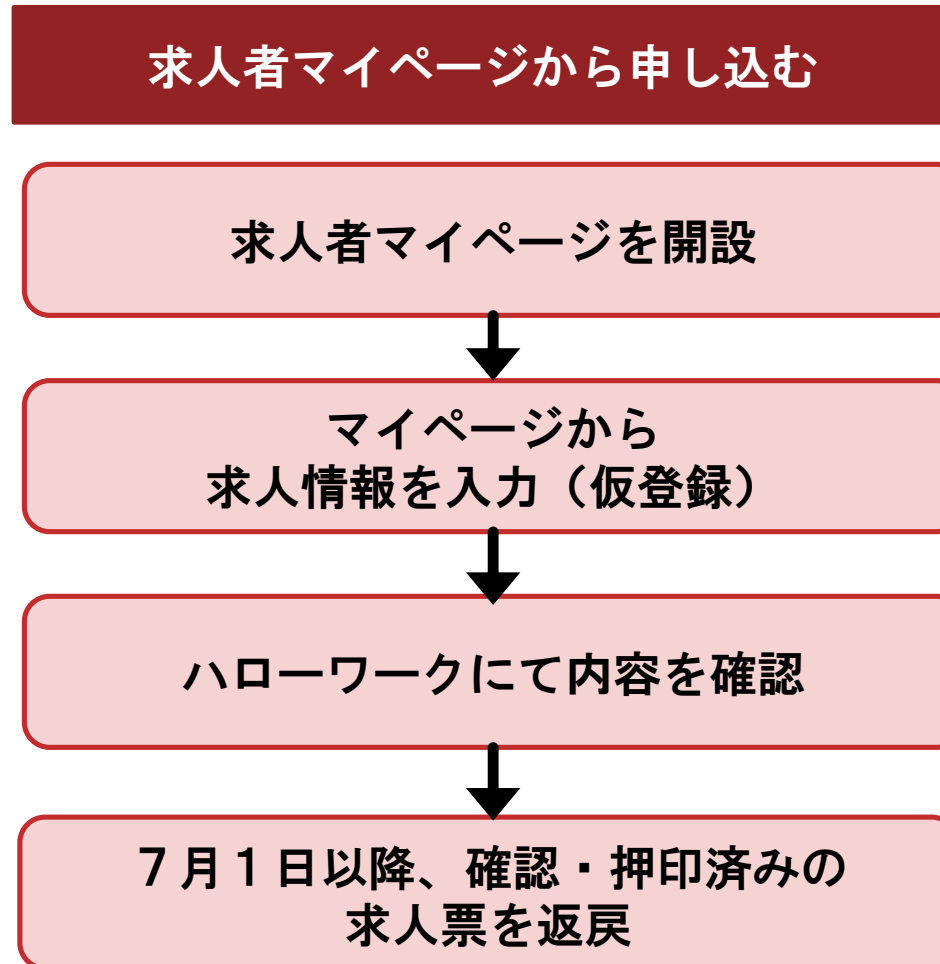 求人者マイページから申し込む
求人者マイページを開設
マイページから
求人情報を入力（仮登録）
ハローワークにて内容を確認
７月１日以降、確認・押印済みの
求人票を返戻